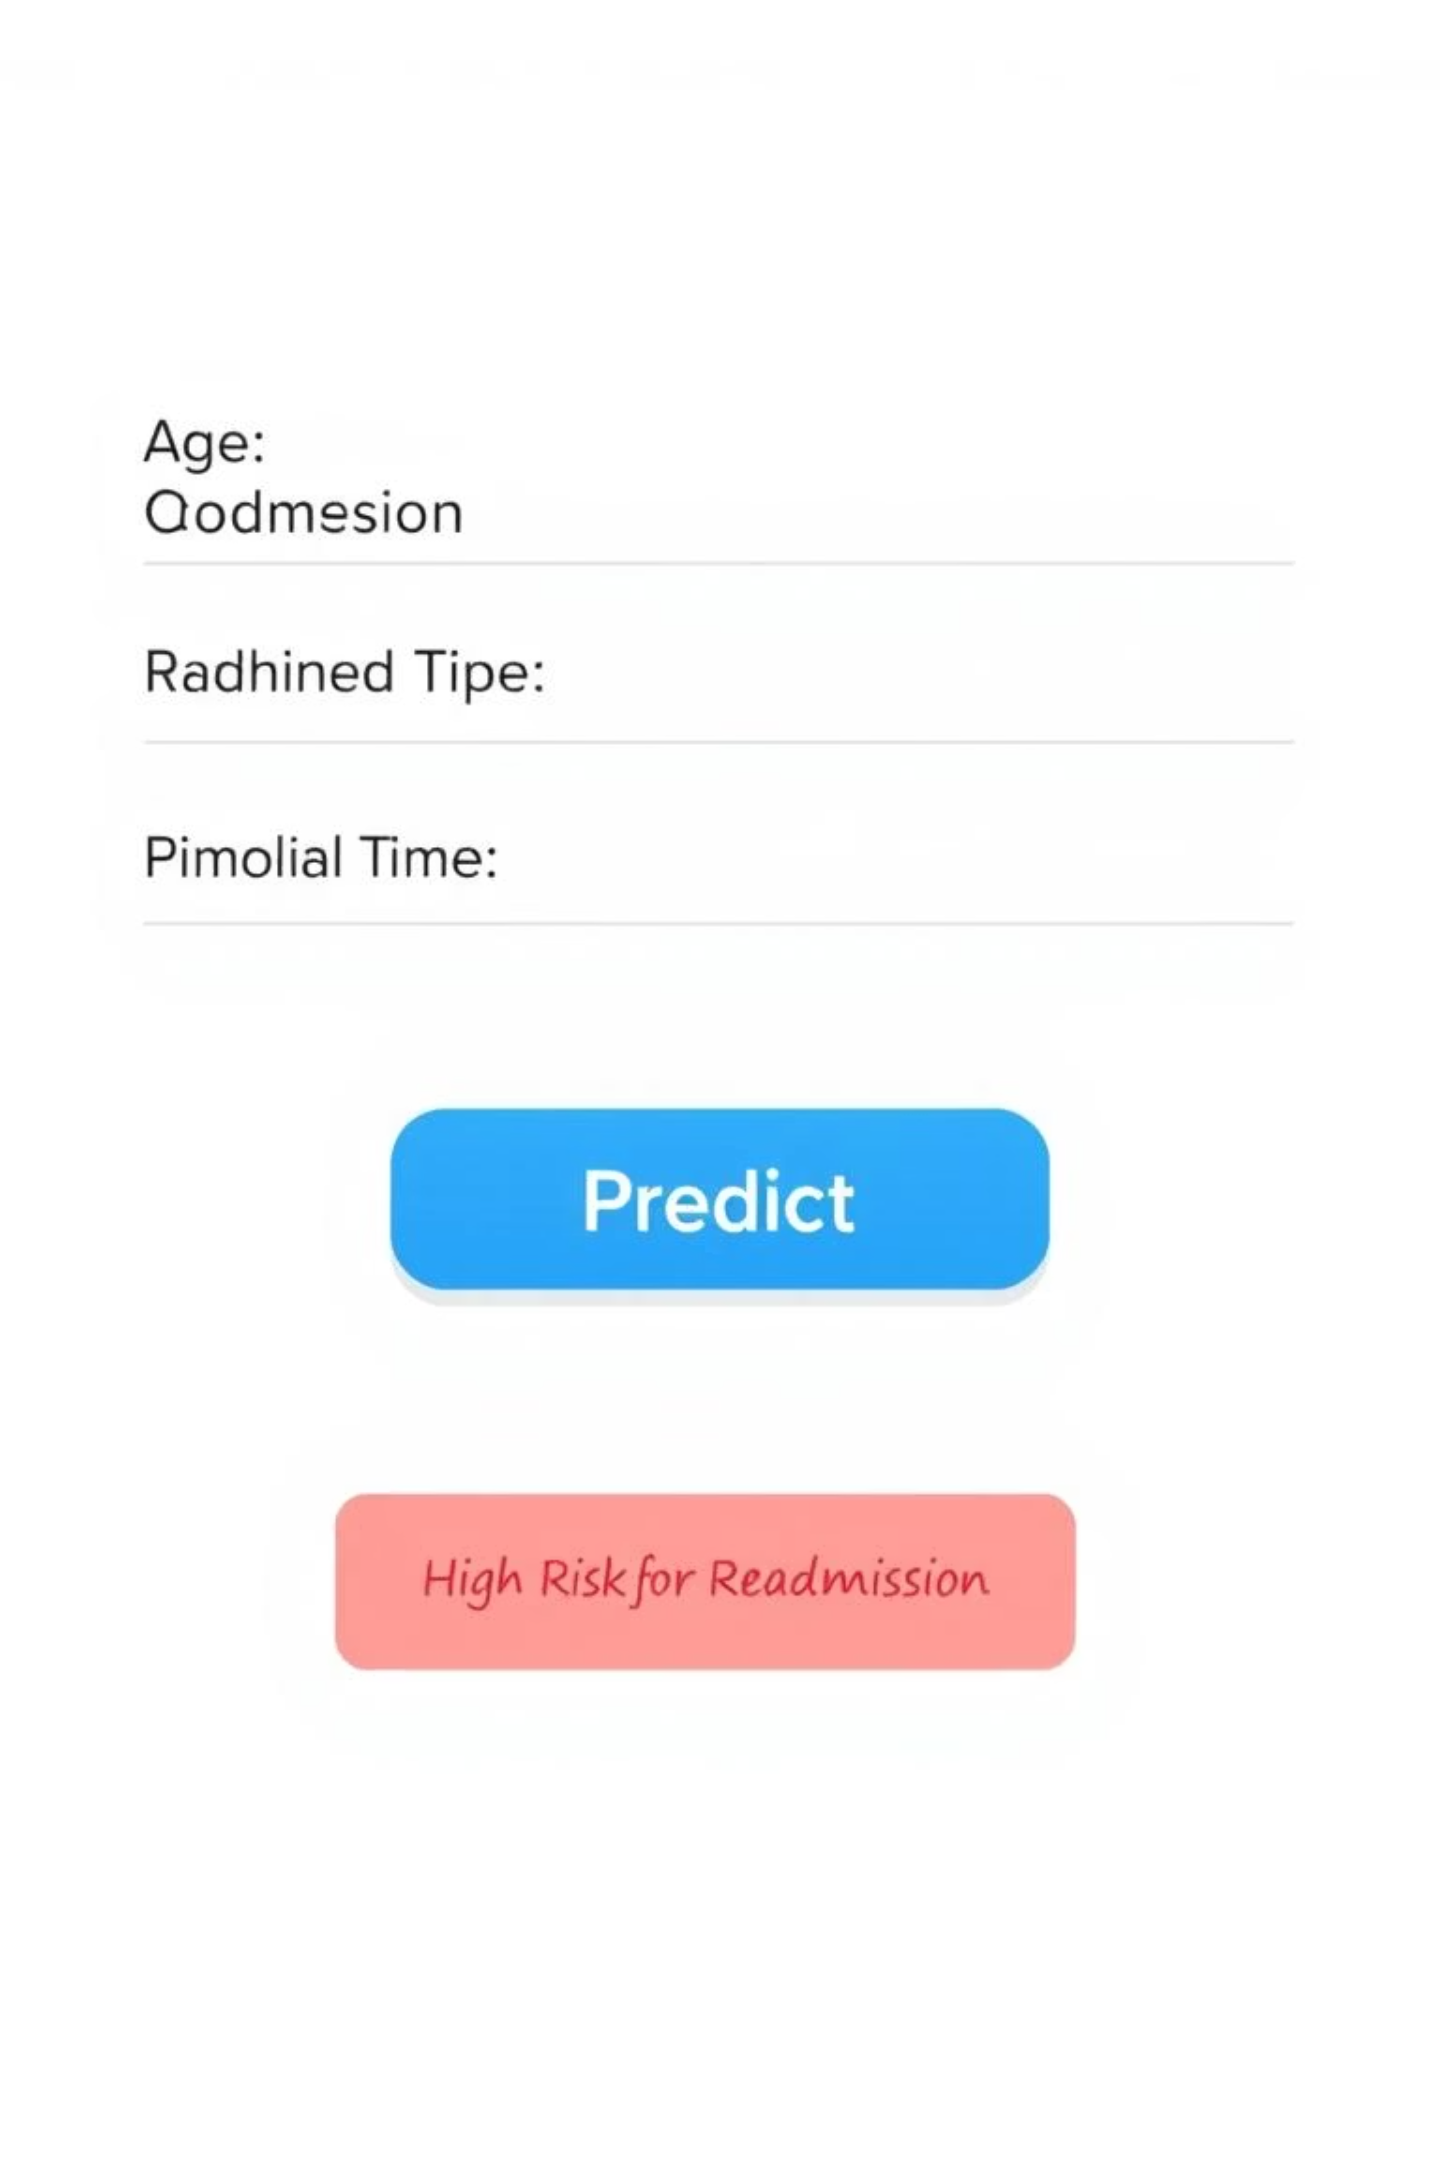 Age:
Qodmesion
Radhined Tipe:
Pimolial Time:
Predict
High Risk for Readmission